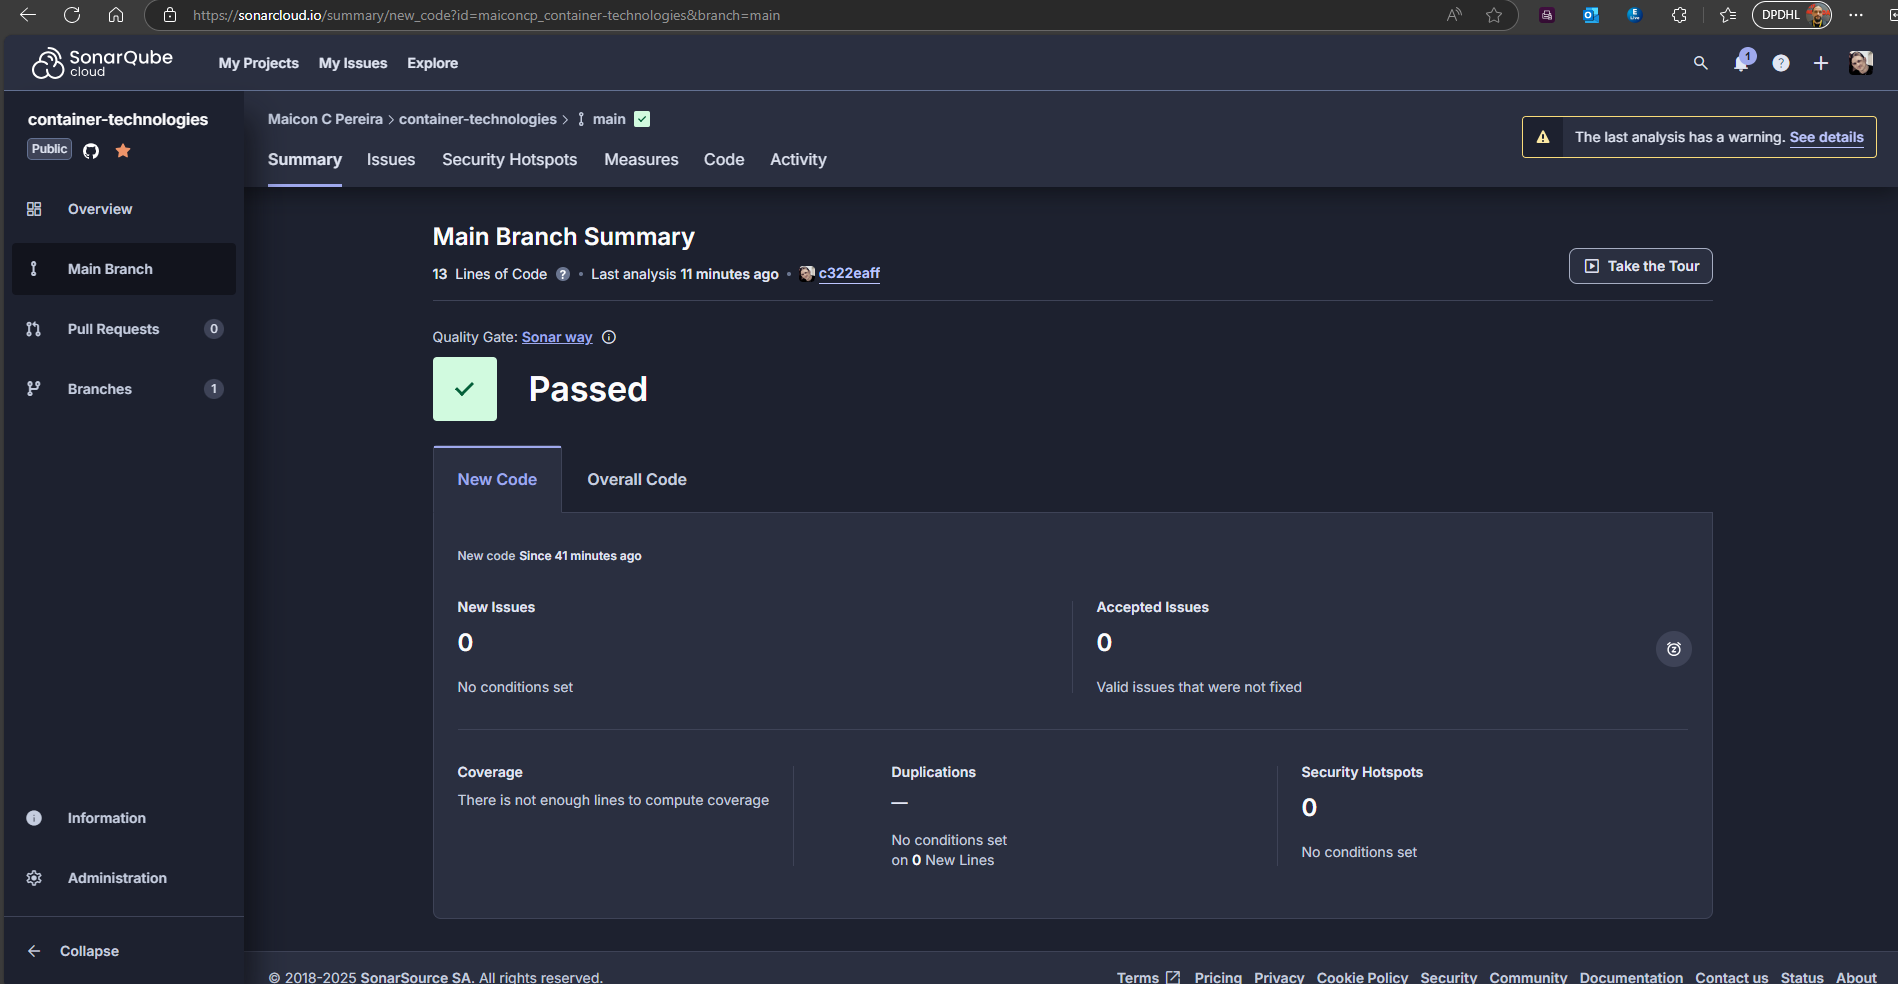 https://sonarcloud.io/summary/new_code?id=maiconcp_container-technologies&branch=main
DPDHL
SonarQube
cloud
My Projects
My Issues
Explore
1
container-technologies
Public
Maicon C Pereira > container-technologies > main
The last analysis has a warning. See details
Summary
Issues
Security Hotspots
Measures
Code
Activity
Overview
Main Branch
Pull Requests 0
Branches 1
Information
Administration
Collapse
Main Branch Summary
13 Lines of Code ? • Last analysis 11 minutes ago • c322eaff
Take the Tour
Quality Gate: Sonar way
Passed
New Code
Overall Code
New code Since 41 minutes ago
New Issues
0
No conditions set
Accepted Issues
0
Valid issues that were not fixed
Coverage
There is not enough lines to compute coverage
Duplications
—
No conditions set
on 0 New Lines
Security Hotspots
0
No conditions set
© 2018-2025 SonarSource SA. All rights reserved.
Terms
Pricing
Privacy
Cookie Policy
Security
Community
Documentation
Contact us
Status
About